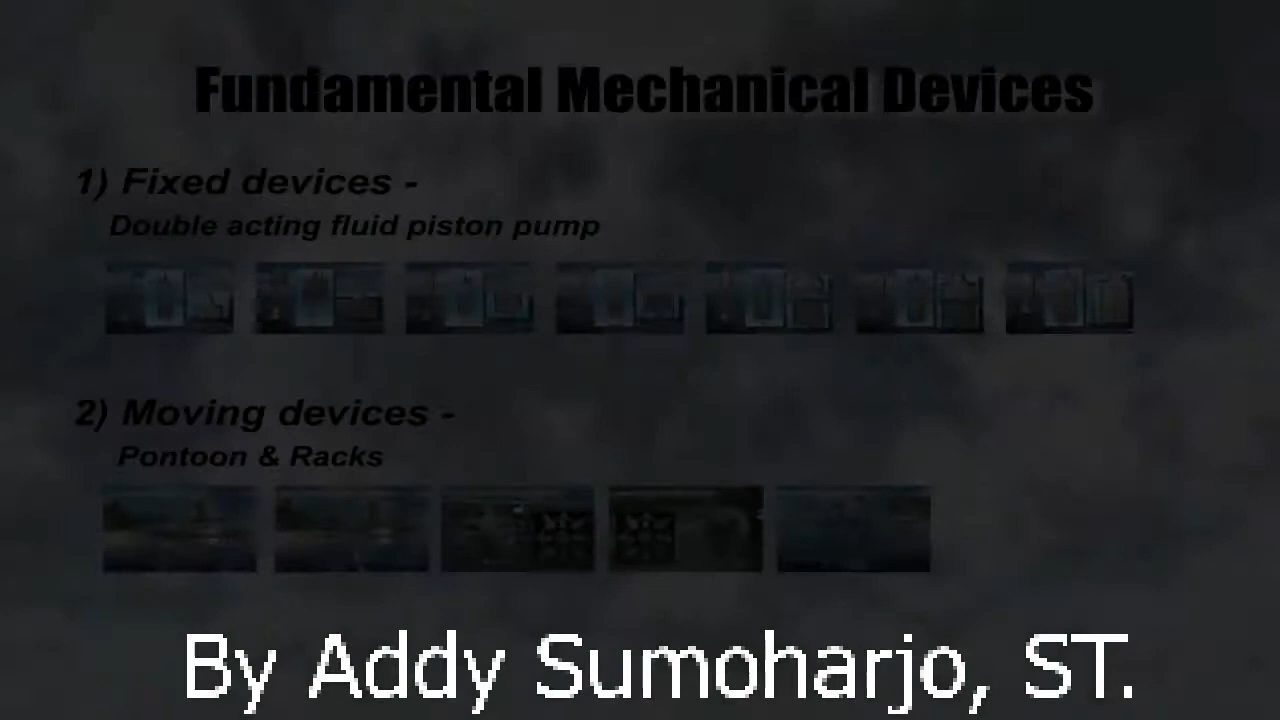 Fundamental Mechanical Devices
1) Fixed devices -
Double acting fluid piston pump
2) Moving devices -
Pontoon & Racks
By Addy Sumoharjo, ST.